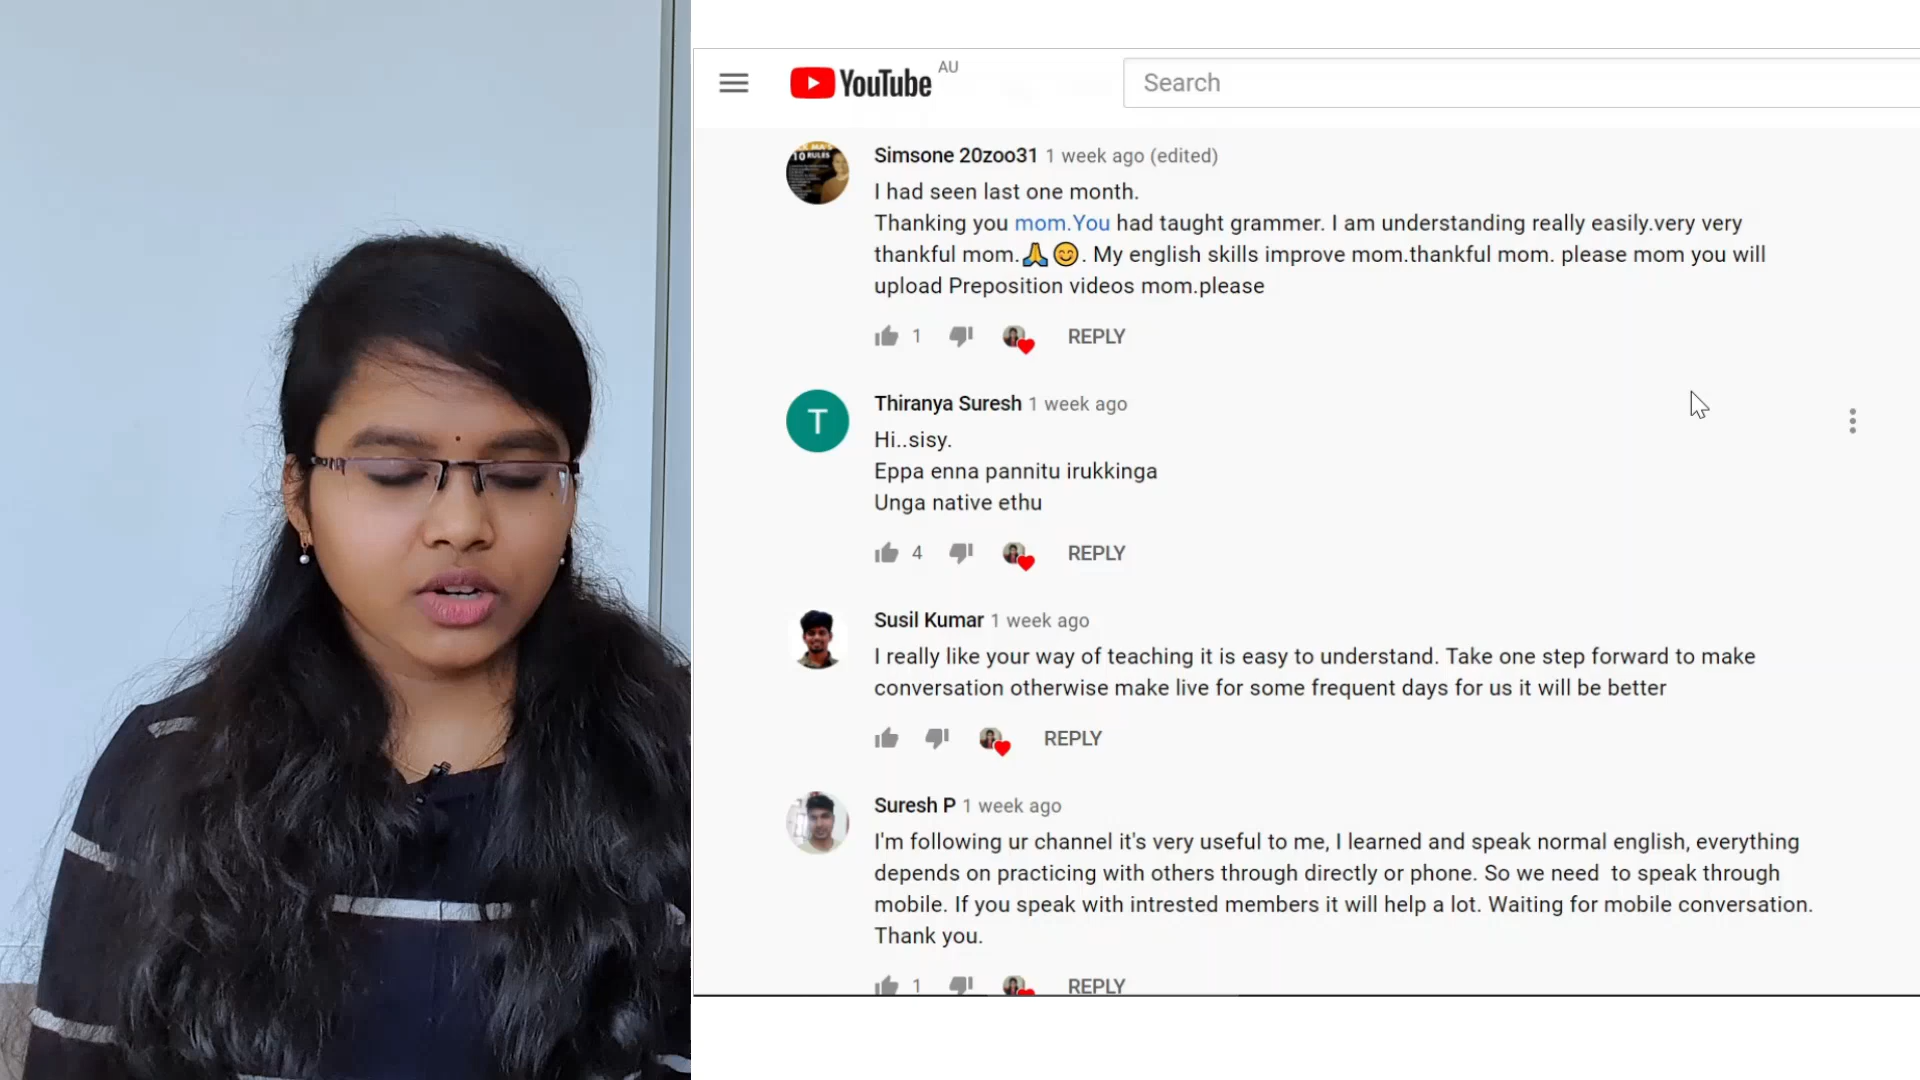 YouTube AU
Search
10 RULES
Simsone 20zoo31 1 week ago (edited)
I had seen last one month.
Thanking you mom.You had taught grammer. I am understanding really easily.very very
thankful mom.🙏😊. My english skills improve mom.thankful mom. please mom you will
upload Preposition videos mom.please
1 REPLY
T
Thiranya Suresh 1 week ago
Hi..sisy.
Eppa enna pannitu irukkinga
Unga native ethu
4 REPLY
Susil Kumar 1 week ago
I really like your way of teaching it is easy to understand. Take one step forward to make
conversation otherwise make live for some frequent days for us it will be better
REPLY
Suresh P 1 week ago
I'm following ur channel it's very useful to me, I learned and speak normal english, everything
depends on practicing with others through directly or phone. So we need  to speak through
mobile. If you speak with intrested members it will help a lot. Waiting for mobile conversation.
Thank you.
1 REPLY